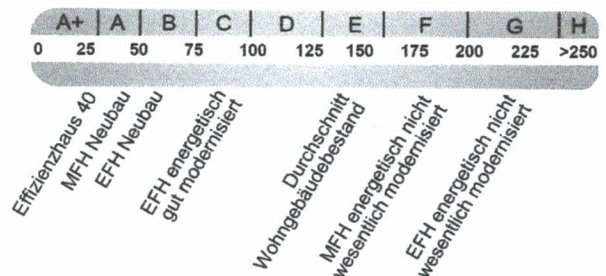 A+ A B C D E F G H
0 25 50 75 100 125 150 175 200 225 >250
Effizienzhaus 40
MFH Neubau
EFH Neubau
EFH energetisch
gut modernisiert
Durchschnitt
Wohngebäudebestand
MFH energetisch nicht
wesentlich modernisiert
EFH energetisch nicht
wesentlich modernisiert